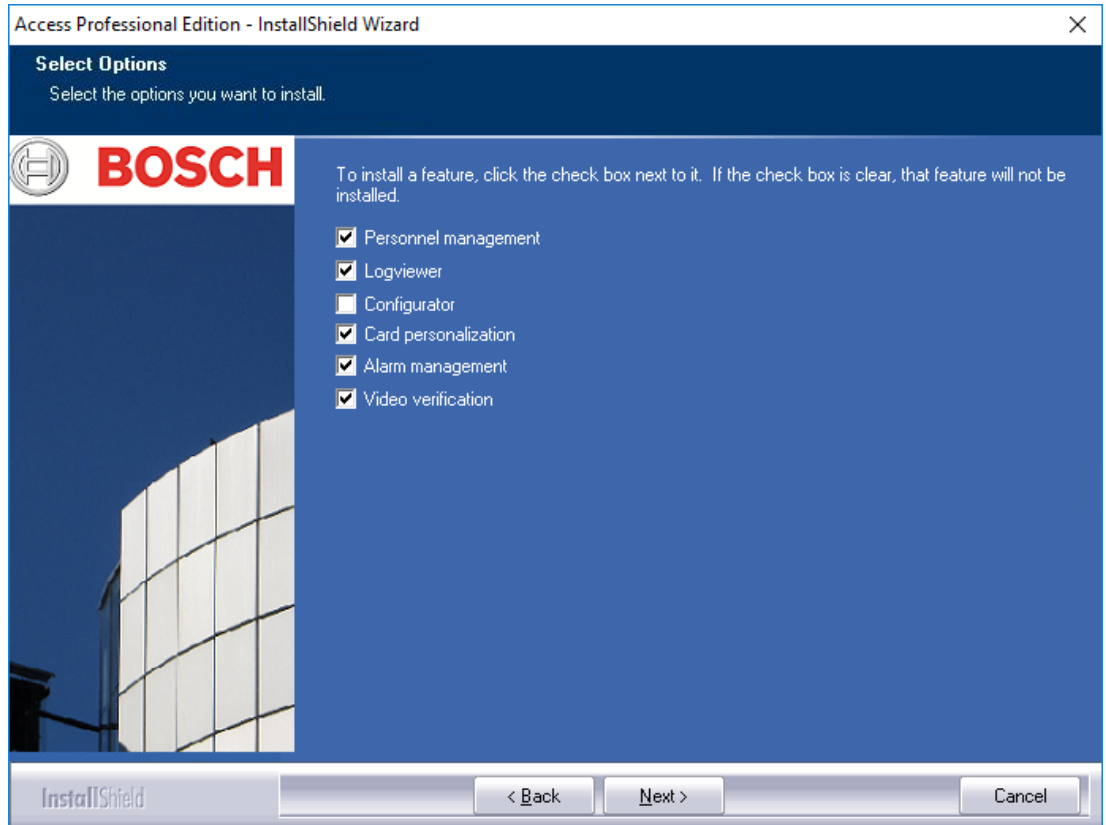 Access Professional Edition - InstallShield Wizard
Select Options
Select the options you want to install.
BOSCH
To install a feature, click the check box next to it. If the check box is clear, that feature will not be
installed.
Personnel management
Logviewer
Configurator
Card personalization
Alarm management
Video verification
InstallShield
< Back
Next >
Cancel